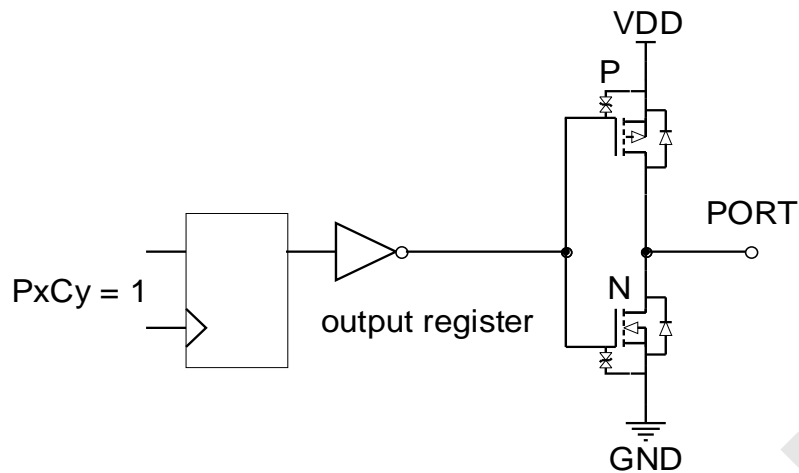 VDD
P
PORT
PxCy = 1
N
output register
GND